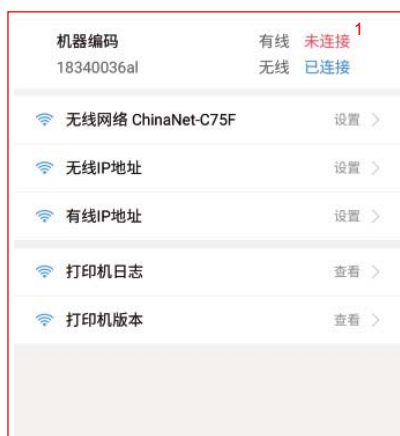 机器编码 有线 未连接 1
18340036al 无线 已连接
无线网络 ChinaNet-C75F 设置
无线IP地址 设置
有线IP地址 设置
打印机日志 查看
打印机版本 查看